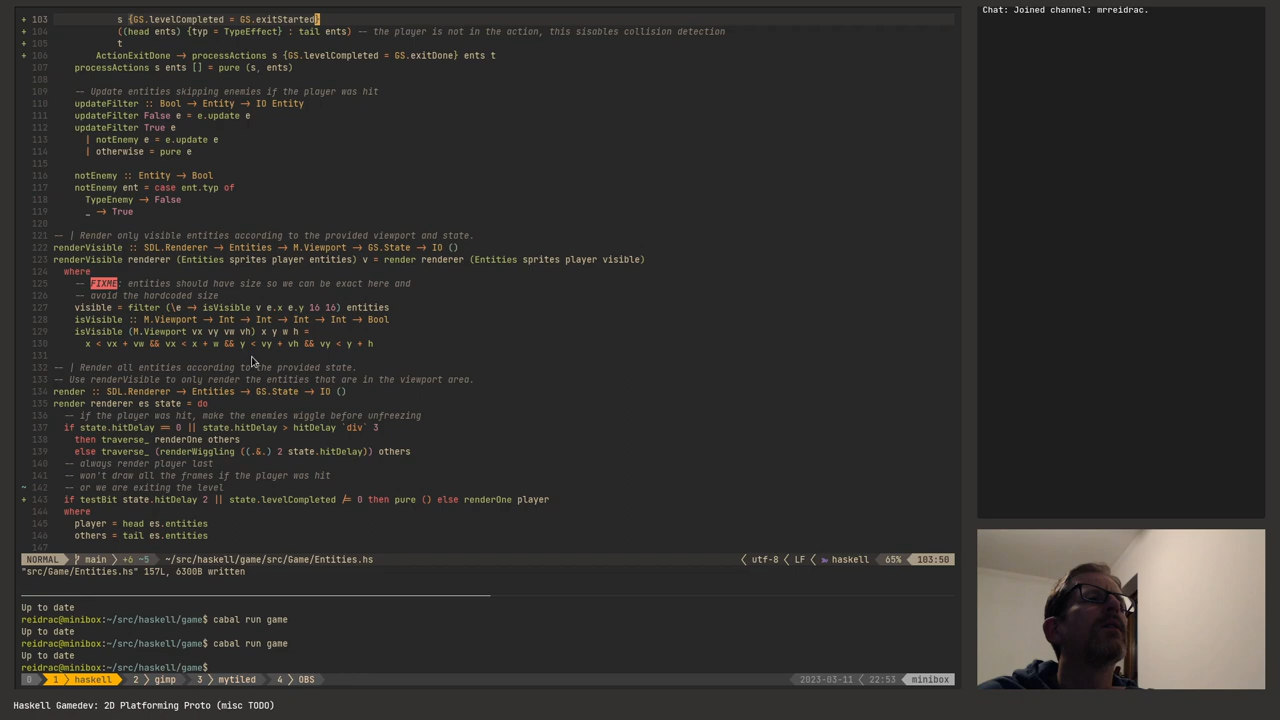 + 103 s {GS.levelCompleted = GS.exitStarted}
+ 104 ((head ents) {typ = TypeEffect} : tail ents) -- the player is not in the action, this sisables collision detection
+ 105 t
+ 106 ActionExitDone → processActions s {GS.levelCompleted = GS.exitDone} ents t
107 processActions s ents [] = pure (s, ents)
108
109 -- Update entities skipping enemies if the player was hit
110 updateFilter :: Bool → Entity → IO Entity
111 updateFilter False e = e.update e
112 updateFilter True e
113 | notEnemy e = e.update e
114 | otherwise = pure e
115
116 notEnemy :: Entity → Bool
117 notEnemy ent = case ent.typ of
118 TypeEnemy → False
119 _ → True
120
121 -- | Render only visible entities according to the provided viewport and state.
122 renderVisible :: SDL.Renderer → Entities → M.Viewport → GS.State → IO ()
123 renderVisible renderer (Entities sprites player entities) v = render renderer (Entities sprites player visible)
124 where
125 -- FIXME: entities should have size so we can be exact here and
126 -- avoid the hardcoded size
127 visible = filter (\e → isVisible v e.x e.y 16 16) entities
128 isVisible :: M.Viewport → Int → Int → Int → Int → Bool
129 isVisible (M.Viewport vx vy vw vh) x y w h =
130 x < vx + vw && vx < x + w && y < vy + vh && vy < y + h
131
132 -- | Render all entities according to the provided state.
133 -- Use renderVisible to only render the entities that are in the viewport area.
134 render :: SDL.Renderer → Entities → GS.State → IO ()
135 render renderer es state = do
136 -- if the player was hit, make the enemies wiggle before unfreezing
137 if state.hitDelay == 0 || state.hitDelay > hitDelay `div` 3
138 then traverse_ renderOne others
139 else traverse_ (renderWiggling ((.&.) 2 state.hitDelay)) others
140 -- always render player last
141 -- won't draw all the frames if the player was hit
~ 142 -- or we are exiting the level
+ 143 if testBit state.hitDelay 2 || state.levelCompleted /= 0 then pure () else renderOne player
144 where
145 player = head es.entities
146 others = tail es.entities
147
NORMAL main +6 ~5 ~/src/haskell/game/src/Game/Entities.hs utf-8 LF haskell 65% 103:50
"src/Game/Entities.hs" 157L, 6300B written
Up to date
reidrac@minibox:~/src/haskell/game$ cabal run game
Up to date
reidrac@minibox:~/src/haskell/game$ cabal run game
Up to date
reidrac@minibox:~/src/haskell/game$
0 1 haskell 2 gimp 3 mytiled 4 OBS 2023-03-11 22:53 minibox
Haskell Gamedev: 2D Platforming Proto (misc TODO)
Chat: Joined channel: mrreidrac.